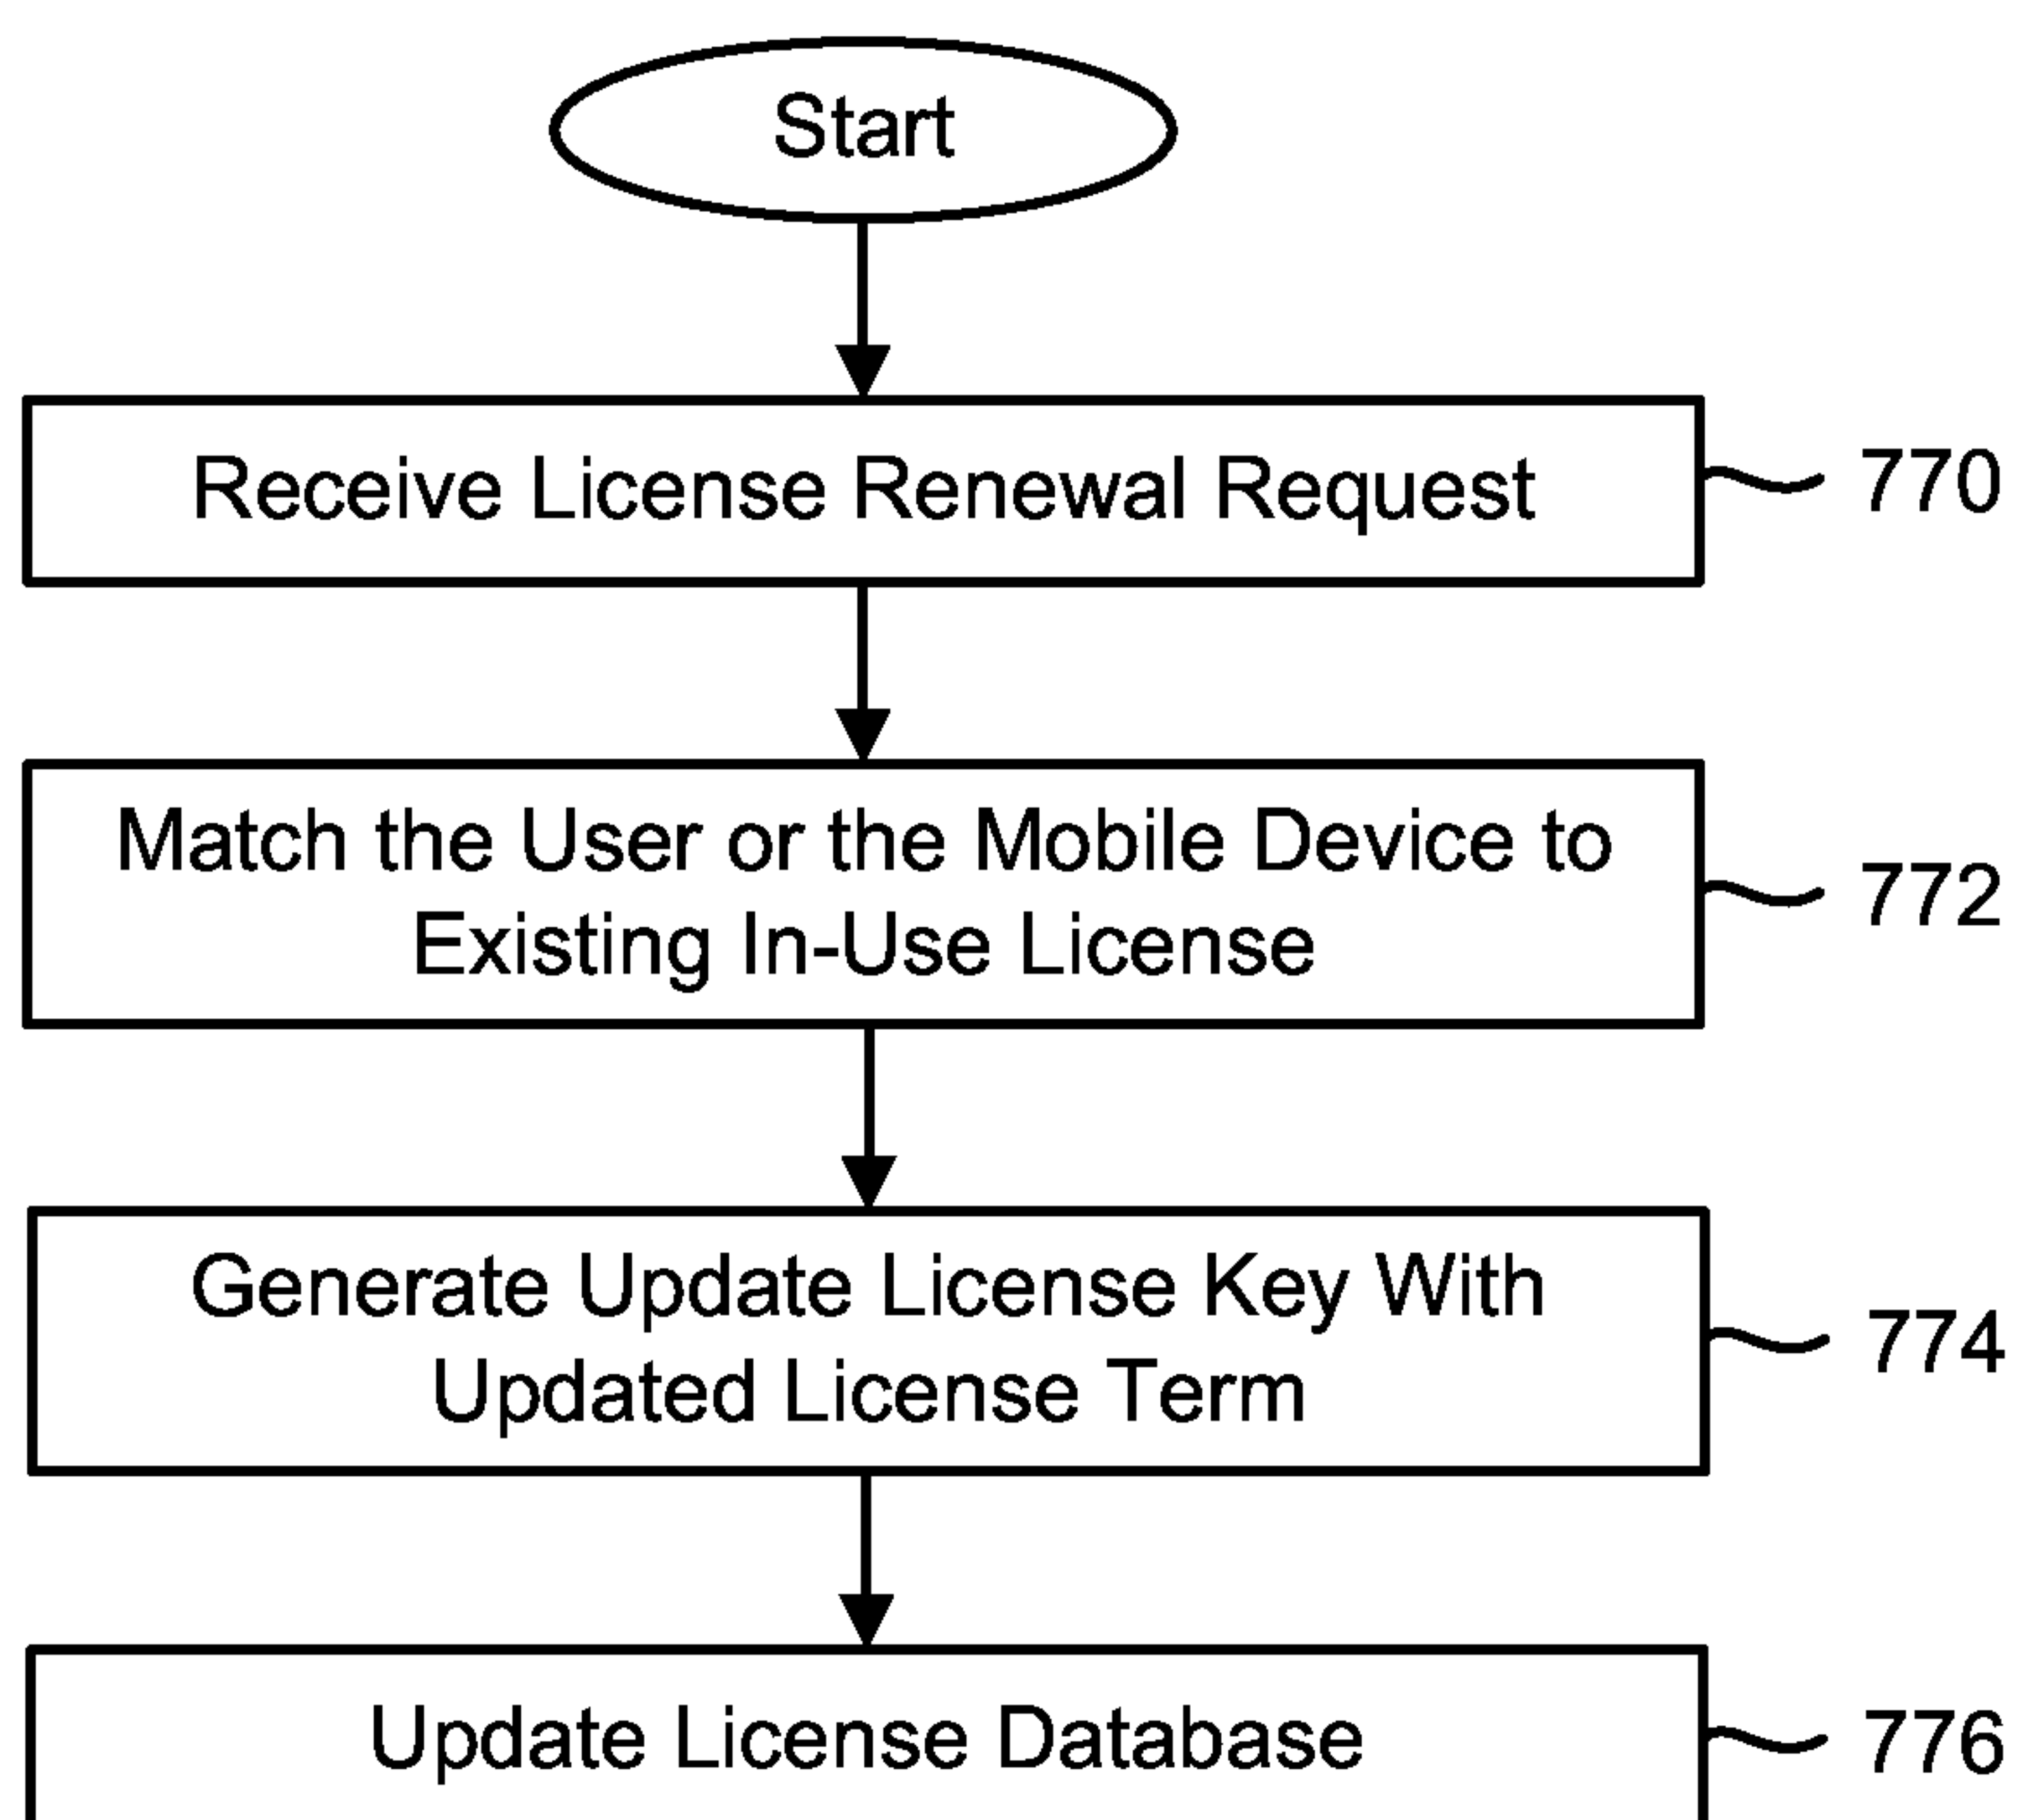 Start
Receive License Renewal Request
770
Match the User or the Mobile Device to
Existing In-Use License
772
Generate Update License Key With
Updated License Term
774
Update License Database
776